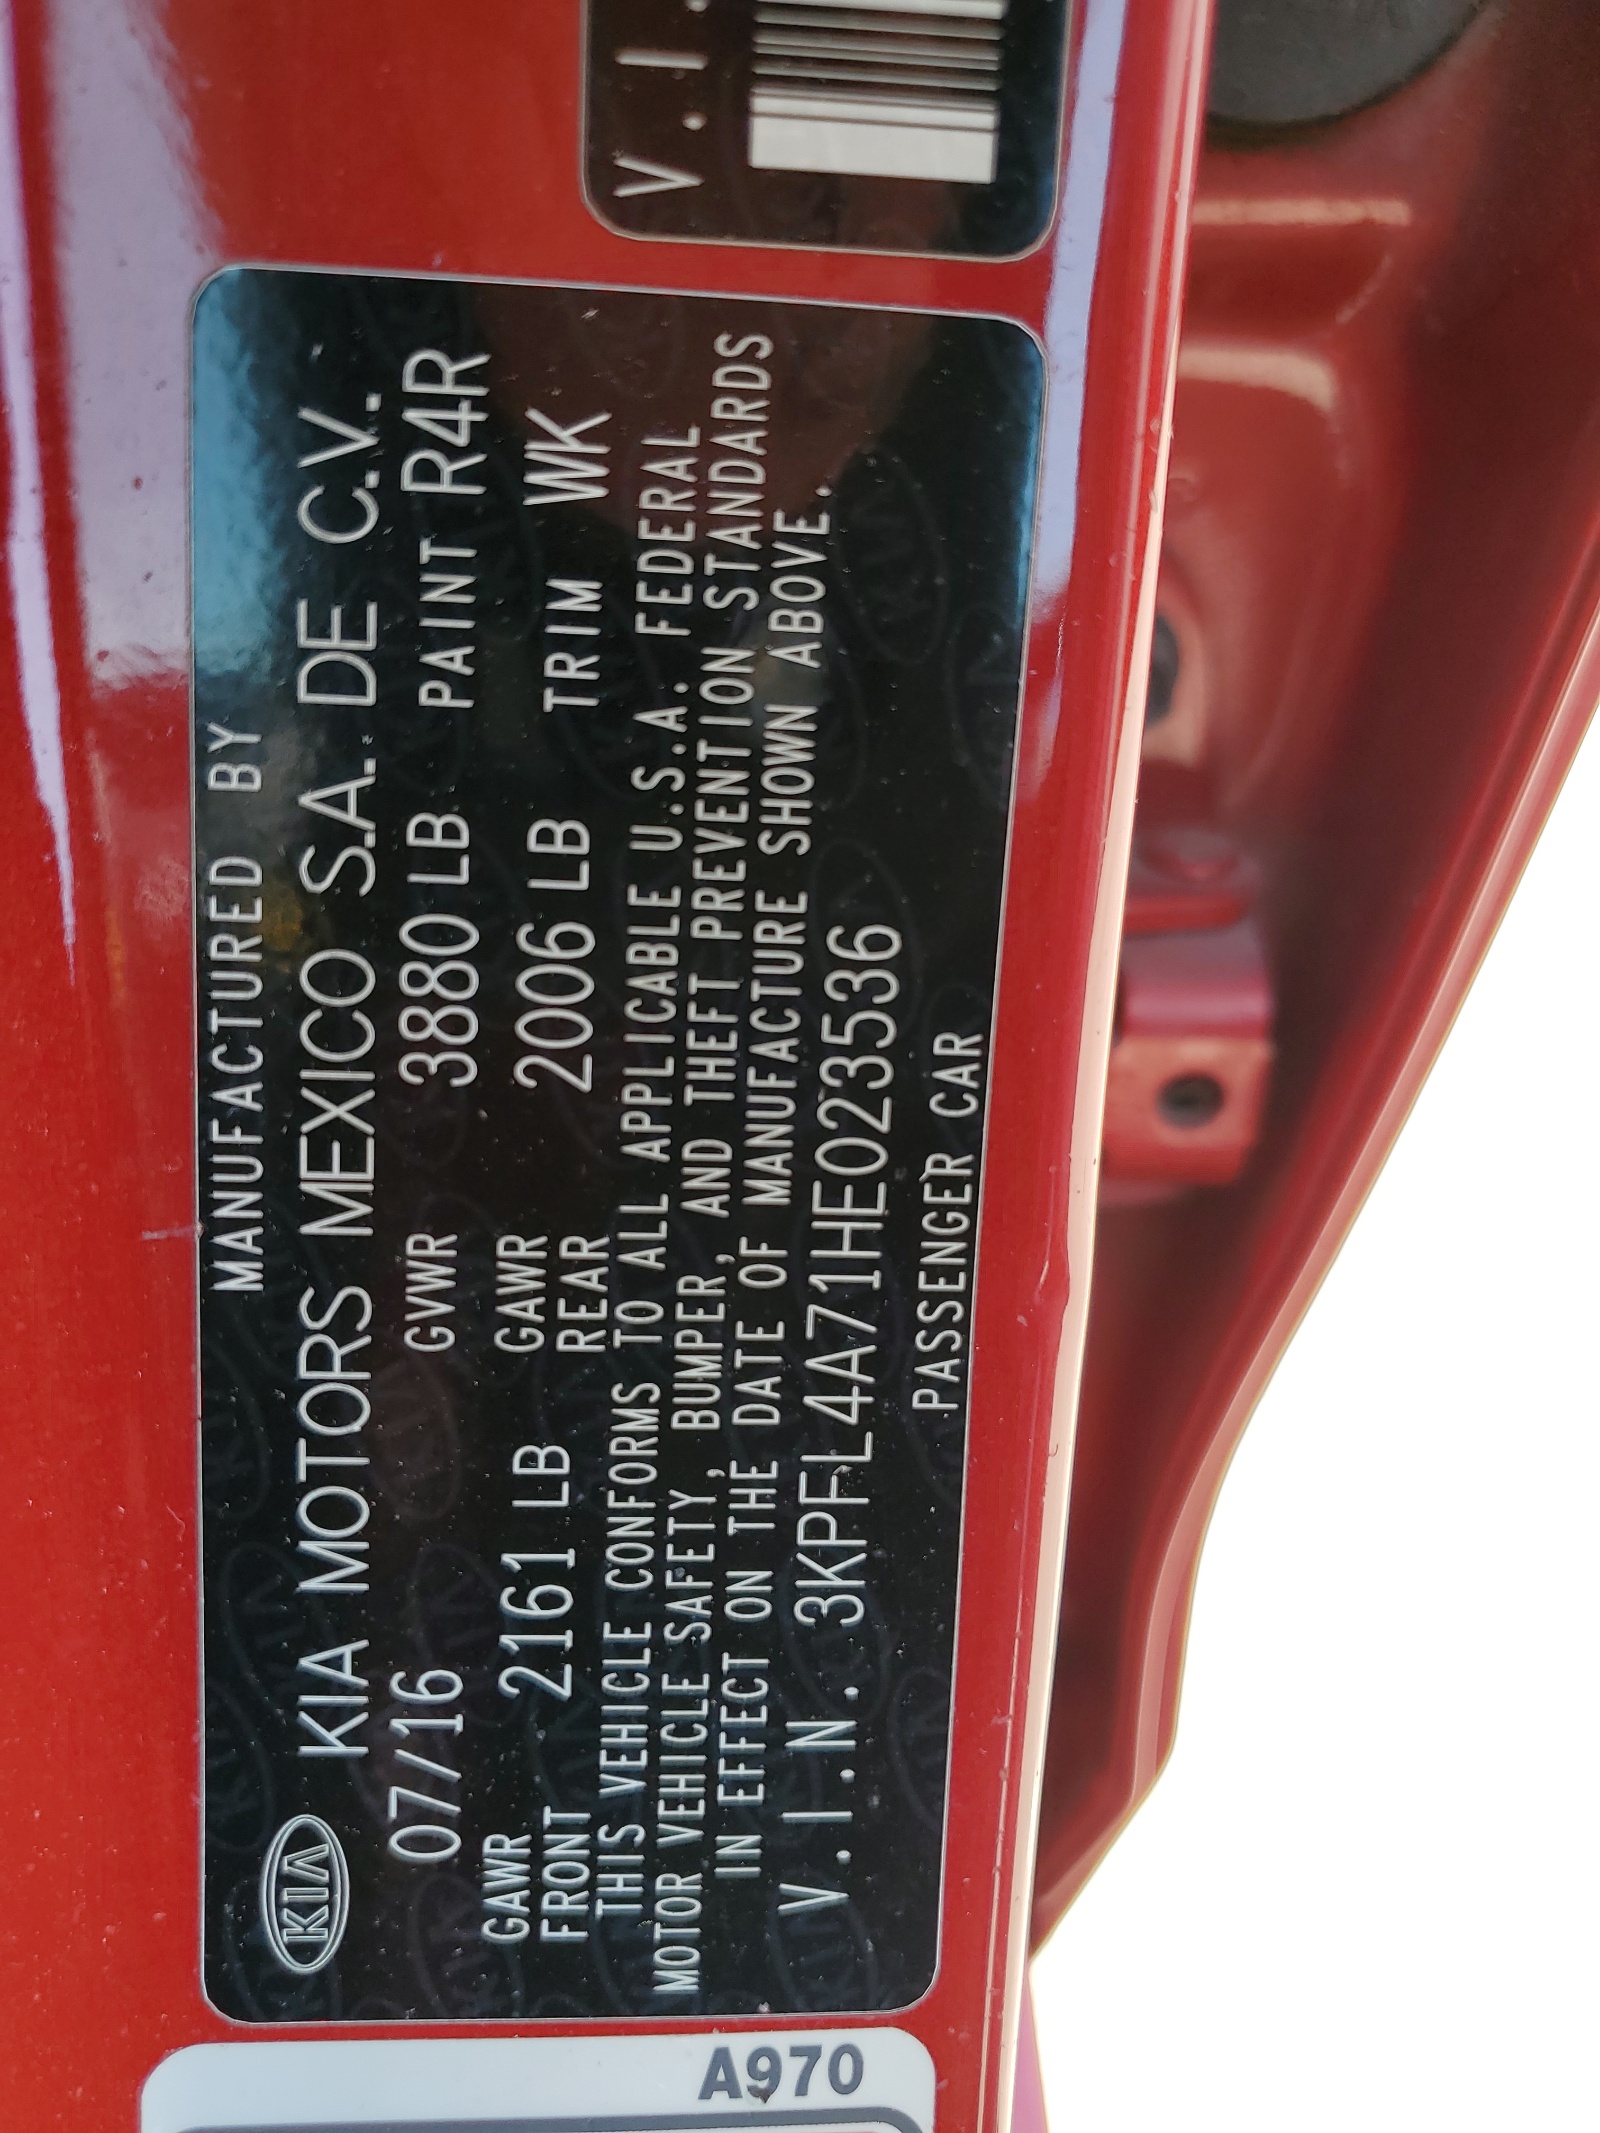 MANUFACTURED BY
KIA KIA MOTORS MEXICO S.A. DE C.V.
07/16 GVWR 3880 LB PAINT R4R
GAWR FRONT 2161 LB GAWR REAR 2006 LB TRIM WK
THIS VEHICLE CONFORMS TO ALL APPLICABLE U.S.A. FEDERAL
MOTOR VEHICLE SAFETY, BUMPER, AND THEFT PREVENTION STANDARDS
IN EFFECT ON THE DATE OF MANUFACTURE SHOWN ABOVE.
V.I.N. 3KPFL4A71HE023536
PASSENGER CAR
V.I.
A970